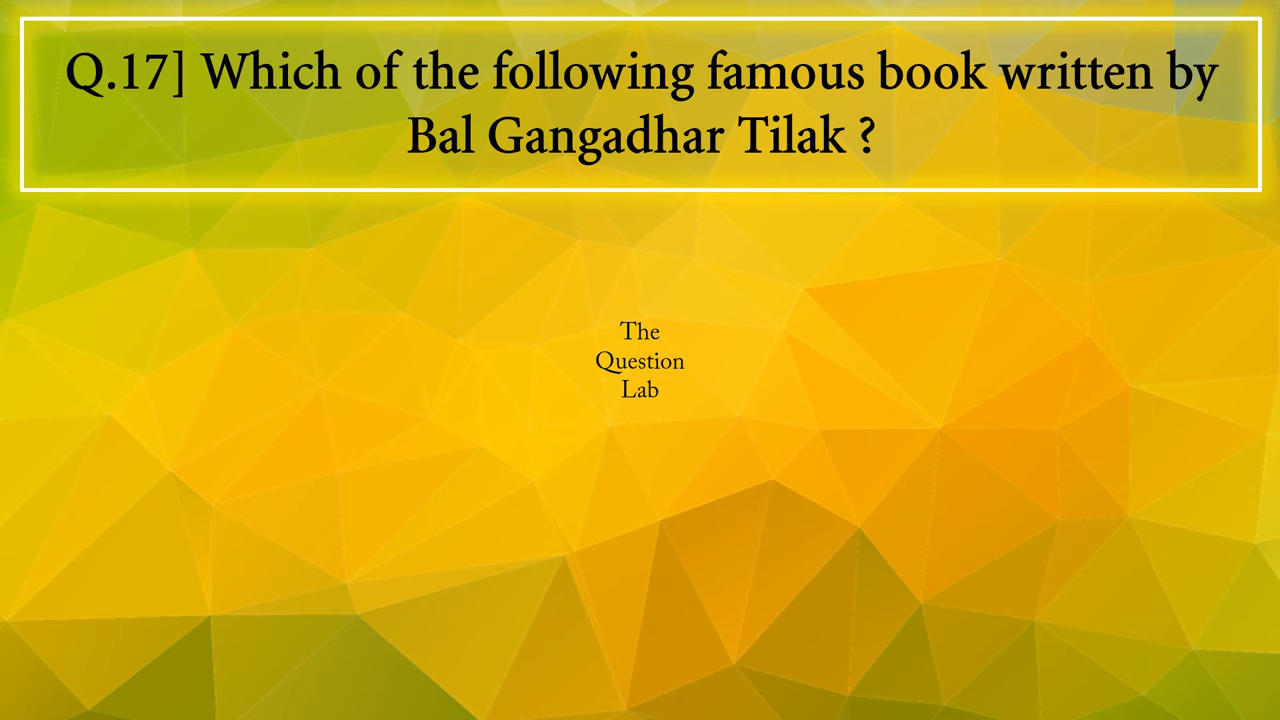 Q.17] Which of the following famous book written by
Bal Gangadhar Tilak ?
The
Question
Lab